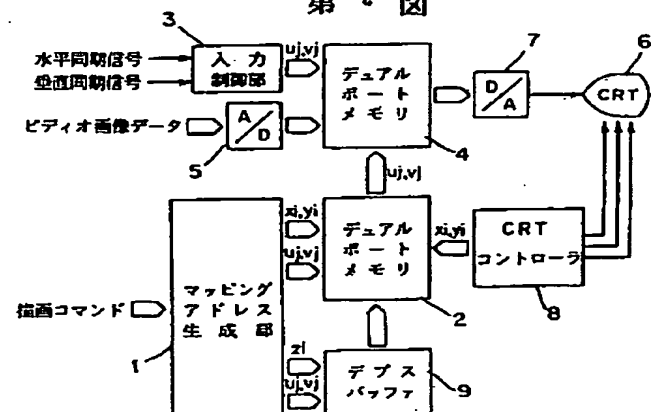 第 図
3
水平同期信号
垂直同期信号
入力
制御部
uj,vj
デュアル
ポート
メモリ
4
7
D/A
6
CRT
ビデオ画像データ
A/D
5
uj,vj
描画コマンド
マッピング
アドレス
生成部
1
xi,yi
uj,vj
デュアル
ポート
メモリ
2
xi,yi
CRT
コントローラ
8
zi
uj,vj
デプス
バッファ
9